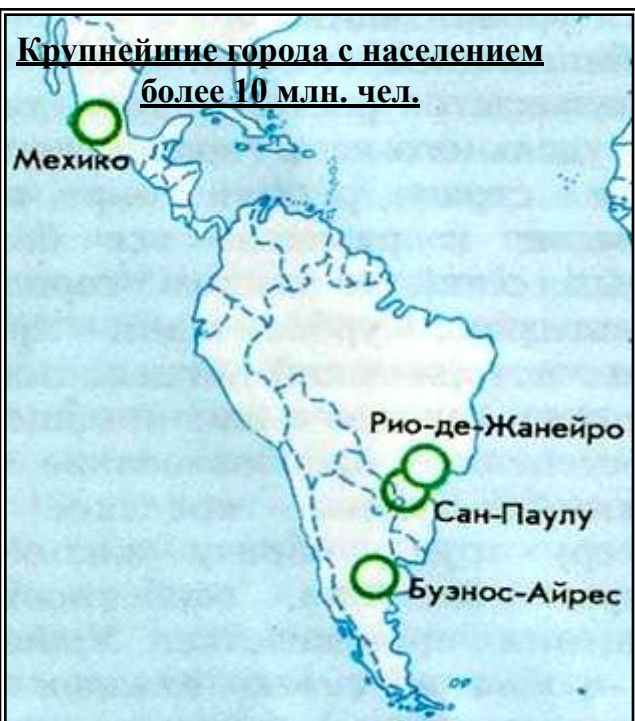 Крупнейшие города с населением
более 10 млн. чел.
Мехико
Рио-де-Жанейро
Сан-Паулу
Буэнос-Айрес